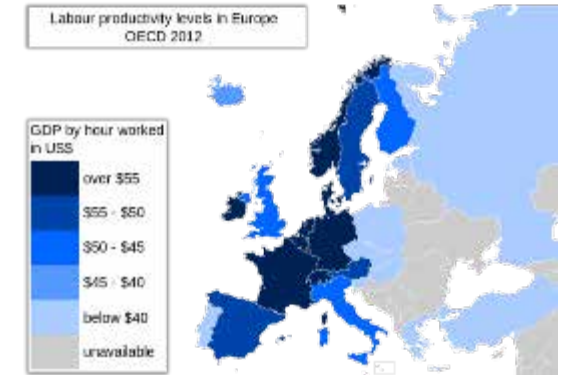 Labour productivity levels in Europe
OECD 2012
GDP by hour worked
in US$
over $55
$55 - $50
$50 - $45
$45 - $40
below $40
unavailable